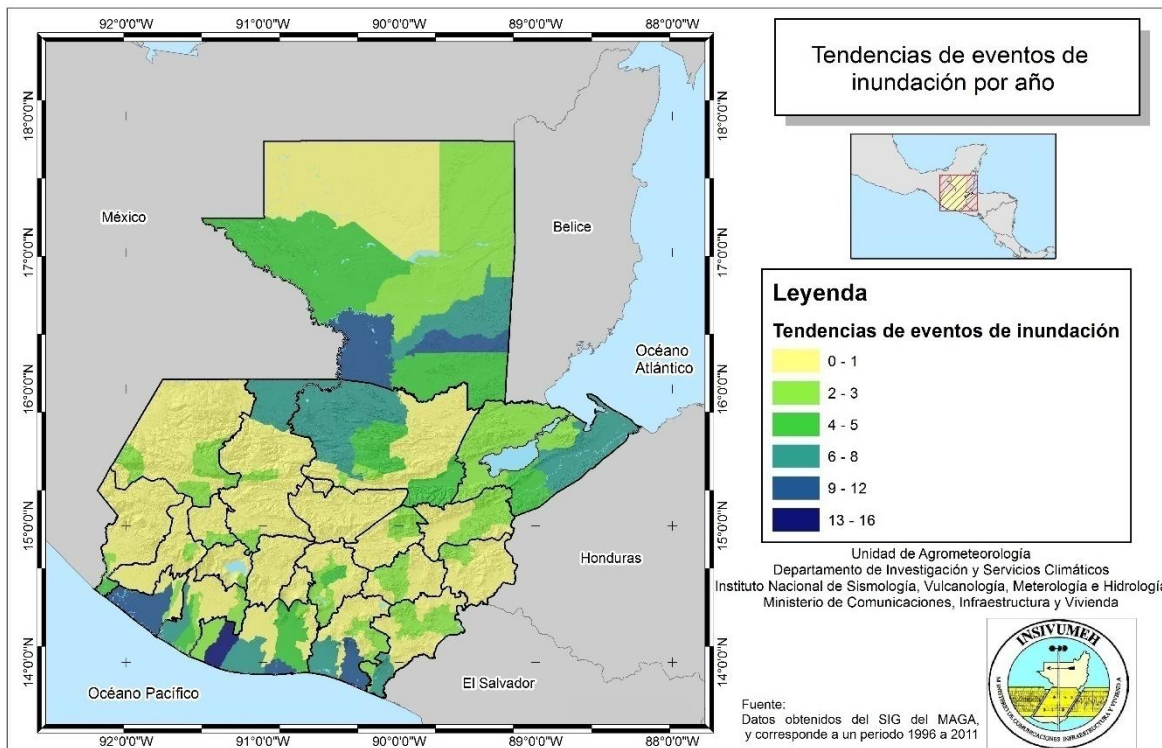 Tendencias de eventos de
inundación por año
92°0'0"W 91°0'0"W 90°0'0"W 89°0'0"W 88°0'0"W
18°0'0"N
17°0'0"N
16°0'0"N
15°0'0"N
14°0'0"N
México
Belice
Océano
Atlántico
Honduras
El Salvador
Océano Pacífico
18°0'0"N
17°0'0"N
16°0'0"N
15°0'0"N
14°0'0"N
92°0'0"W 91°0'0"W 90°0'0"W 89°0'0"W 88°0'0"W
Leyenda
Tendencias de eventos de inundación
0 - 1
2 - 3
4 - 5
6 - 8
9 - 12
13 - 16
Unidad de Agrometeorología
Departamento de Investigación y Servicios Climáticos
Instituto Nacional de Sismología, Vulcanología, Meterología e Hidrología
Ministerio de Comunicaciones, Infraestructura y Vivienda
INSIVUMEH
Fuente:
Datos obtenidos del SIG del MAGA,
y corresponde a un periodo 1996 a 2011